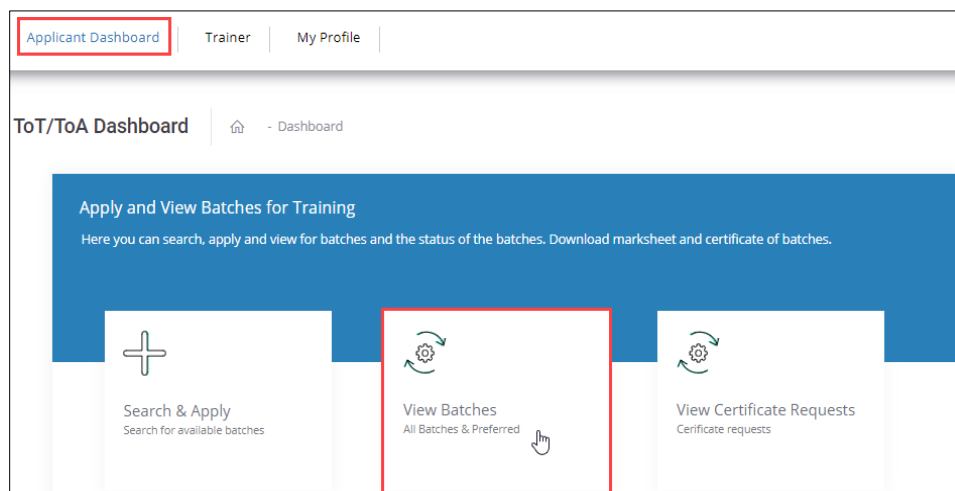 Applicant Dashboard Trainer My Profile
ToT/ToA Dashboard - Dashboard
Apply and View Batches for Training
Here you can search, apply and view for batches and the status of the batches. Download marksheet and certificate of batches.
Search & Apply
Search for available batches
View Batches
All Batches & Preferred
View Certificate Requests
Cerificate requests